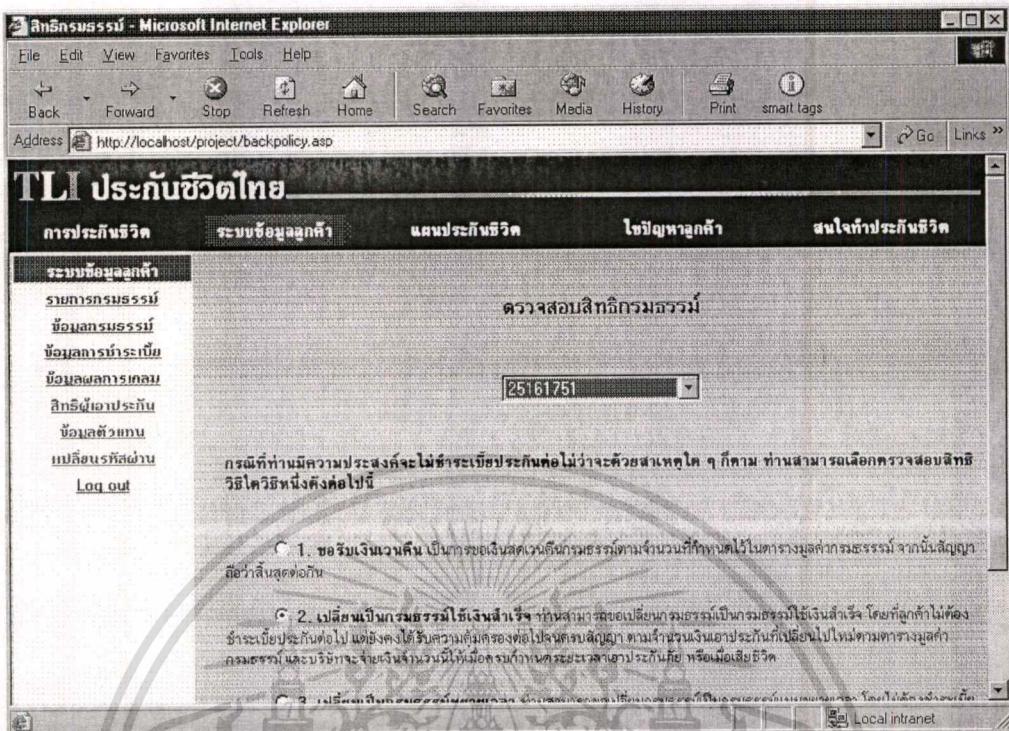 สิทธิกรมธรรม์ - Microsoft Internet Explorer
File Edit View Favorites Tools Help
Back Forward Stop Refresh Home Search Favorites Media History Print smart tags
Address http://localhost/project/backpolicy.asp Go Links »
TLI ประกันชีวิตไทย
การประกันชีวิต ระบบข้อมูลลูกค้า แผนประกันชีวิต ไขปัญหาลูกค้า สนใจทำประกันชีวิต
ระบบข้อมูลลูกค้า
รายการกรมธรรม์
ข้อมูลกรมธรรม์
ข้อมูลการชำระเบี้ย
ข้อมูลผลการเคลม
สิทธิผู้เอาประกัน
ข้อมูลตัวแทน
เปลี่ยนรหัสผ่าน
Log out
ตรวจสอบสิทธิกรมธรรม์
25161751
กรณีที่ท่านมีความประสงค์จะไม่ชำระเบี้ยประกันต่อไม่ว่าจะด้วยสาเหตุใด ๆ ก็ตาม ท่านสามารถเลือกตรวจสอบสิทธิ
วิธีใดวิธีหนึ่งดังต่อไปนี้
1. ขอรับเงินเวนคืน เป็นการขอเงินสดเวนคืนกรมธรรม์ตามจำนวนที่กำหนดไว้ในตารางมูลค่ากรมธรรม์ จากนั้นสัญญา
ถือว่าสิ้นสุดต่อกัน
2. เปลี่ยนเป็นกรมธรรม์ใช้เงินสำเร็จ ท่านสามารถขอเปลี่ยนกรมธรรม์เป็นกรมธรรม์ใช้เงินสำเร็จ โดยที่ลูกค้าไม่ต้อง
ชำระเบี้ยประกันต่อไป แต่ยังคงได้รับความคุ้มครองต่อไปจนครบสัญญา ตามจำนวนเงินเอาประกันที่เปลี่ยนไปใหม่ตามตารางมูลค่า
กรมธรรม์ และบริษัทจะจ่ายเงินจำนวนนี้ให้เมื่อครบกำหนดระยะเวลาเอาประกันภัย หรือเมื่อเสียชีวิต
3. เปลี่ยนเป็นกรมธรรม์ขยายเวลา
Local intranet